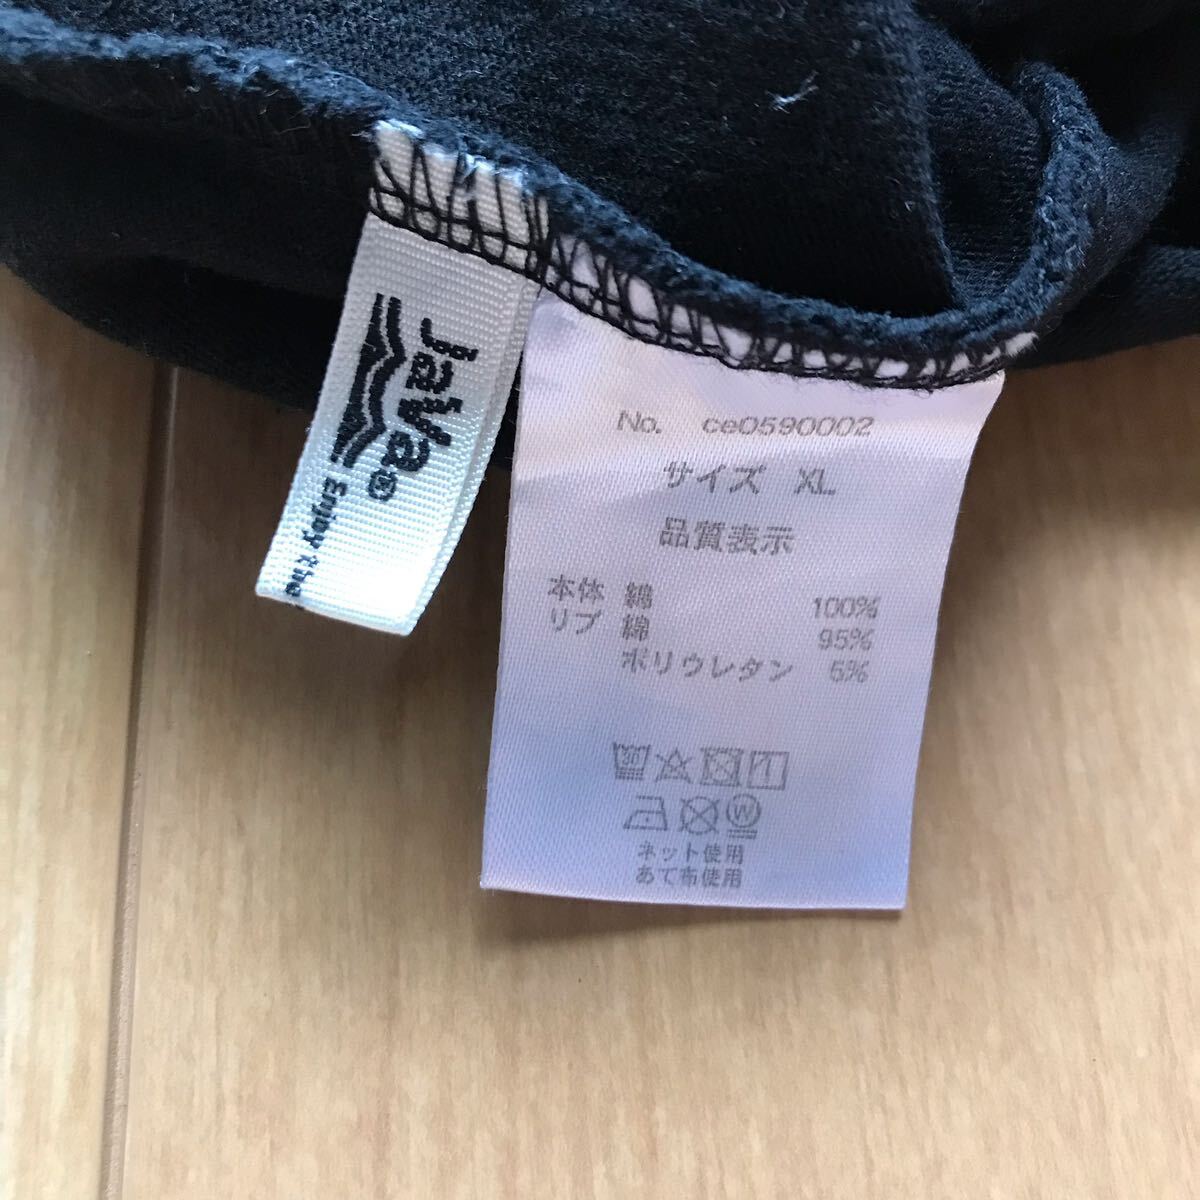 JaVa®
Enjoy the
No. ce0590002
サイズ XL
品質表示
本体 綿 100%
リブ 綿 95%
ポリウレタン 5%
30
W
ネット使用
あて布使用